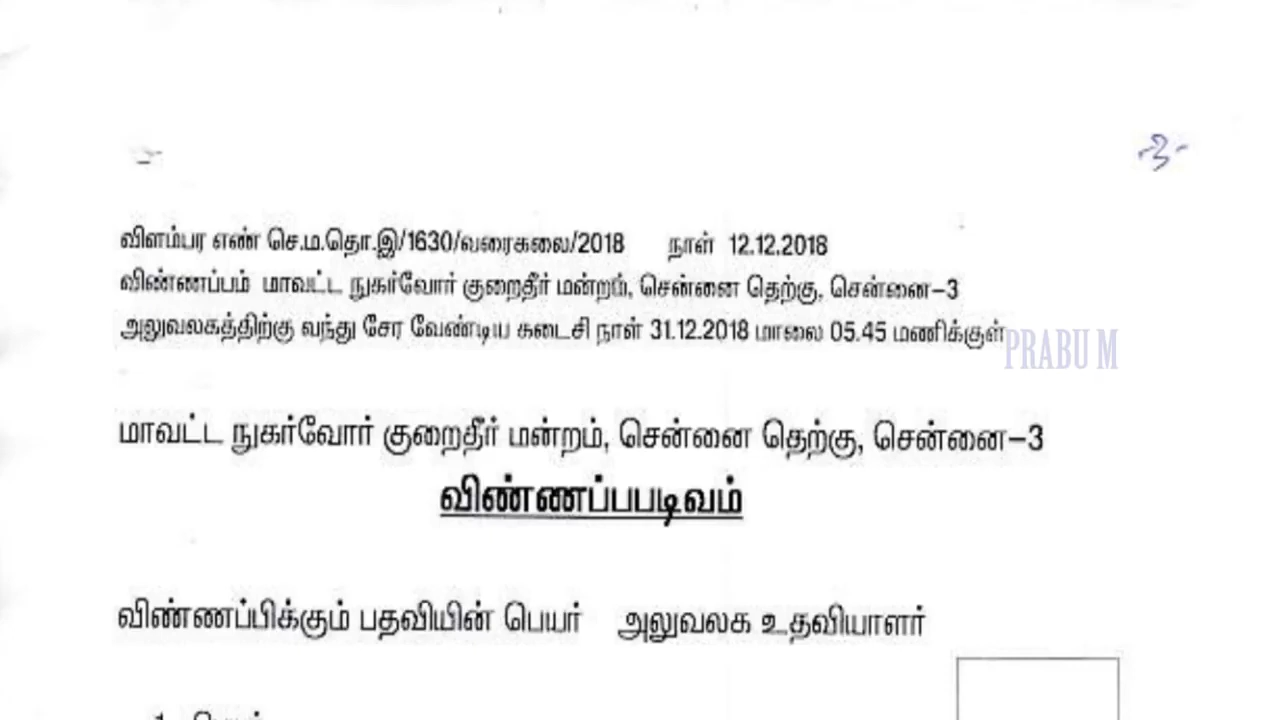 -3-
விளம்பர எண் செ.ம.தொ.இ/1630/வரைகலை/2018 நாள் 12.12.2018
விண்ணப்பம் மாவட்ட நுகர்வோர் குறைதீர் மன்றம், சென்னை தெற்கு, சென்னை-3
அலுவலகத்திற்கு வந்து சேர வேண்டிய கடைசி நாள் 31.12.2018 மாலை 05.45 மணிக்குள்
PRABU M
மாவட்ட நுகர்வோர் குறைதீர் மன்றம், சென்னை தெற்கு, சென்னை-3
விண்ணப்பபடிவம்
விண்ணப்பிக்கும் பதவியின் பெயர் அலுவலக உதவியாளர்